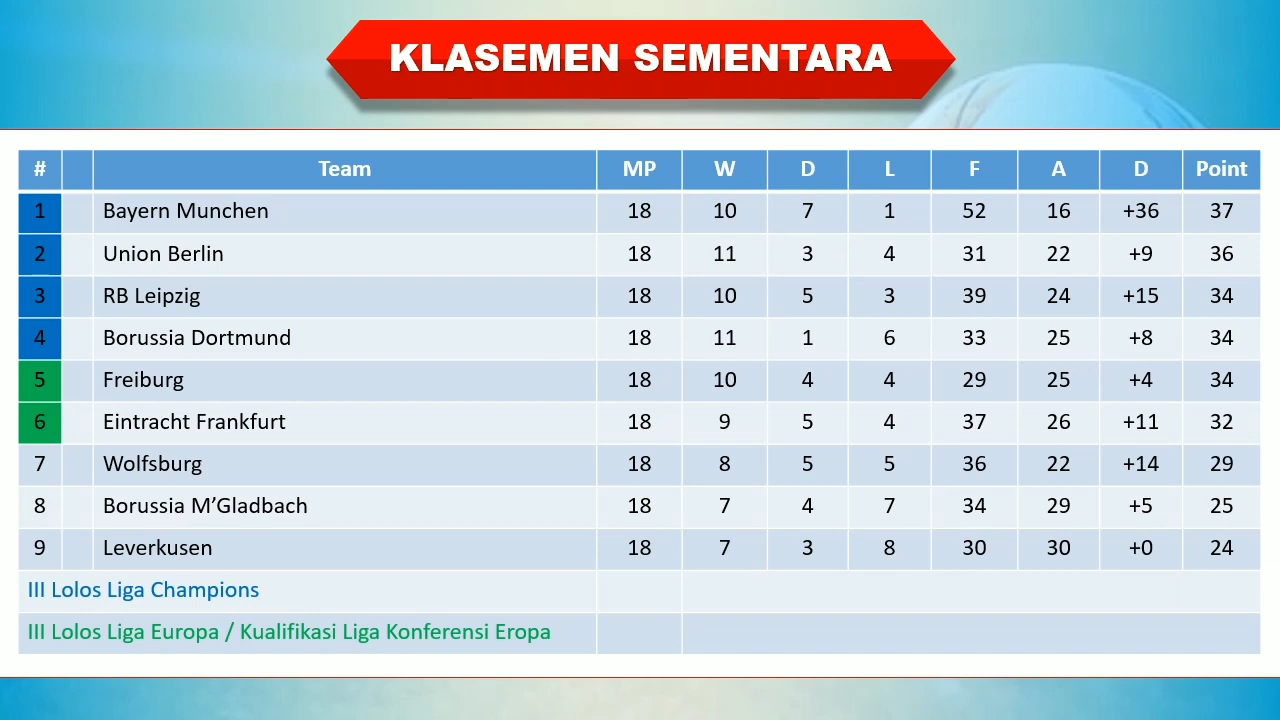 KLASEMEN SEMENTARA
# Team MP W D L F A D Point
1 Bayern Munchen 18 10 7 1 52 16 +36 37
2 Union Berlin 18 11 3 4 31 22 +9 36
3 RB Leipzig 18 10 5 3 39 24 +15 34
4 Borussia Dortmund 18 11 1 6 33 25 +8 34
5 Freiburg 18 10 4 4 29 25 +4 34
6 Eintracht Frankfurt 18 9 5 4 37 26 +11 32
7 Wolfsburg 18 8 5 5 36 22 +14 29
8 Borussia M’Gladbach 18 7 4 7 34 29 +5 25
9 Leverkusen 18 7 3 8 30 30 +0 24
III Lolos Liga Champions
III Lolos Liga Europa / Kualifikasi Liga Konferensi Eropa